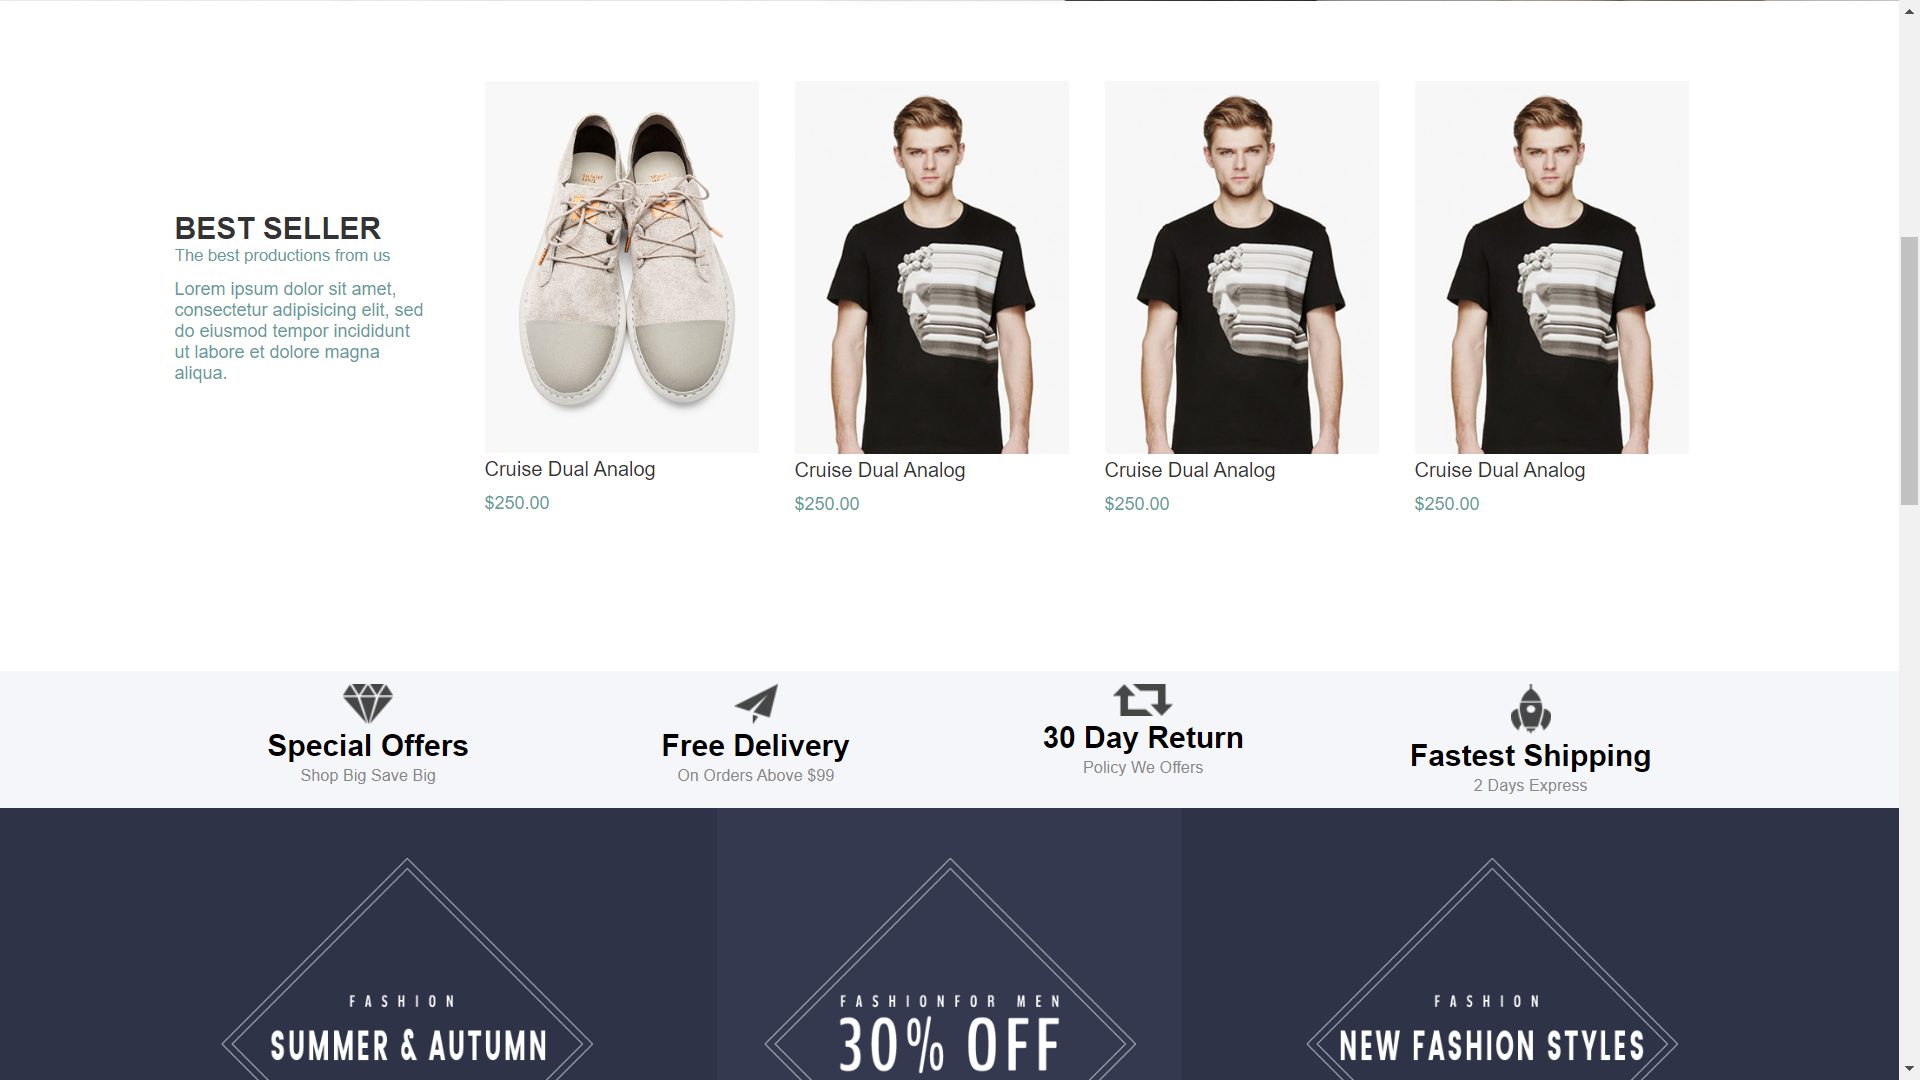 BEST SELLER
The best productions from us
Lorem ipsum dolor sit amet,
consectetur adipisicing elit, sed
do eiusmod tempor incididunt
ut labore et dolore magna
aliqua.
Cruise Dual Analog
$250.00
Cruise Dual Analog
$250.00
Cruise Dual Analog
$250.00
Cruise Dual Analog
$250.00
Special Offers
Shop Big Save Big
Free Delivery
On Orders Above $99
30 Day Return
Policy We Offers
Fastest Shipping
2 Days Express
FASHION
SUMMER & AUTUMN
FASHIONFOR MEN
30% OFF
FASHION
NEW FASHION STYLES